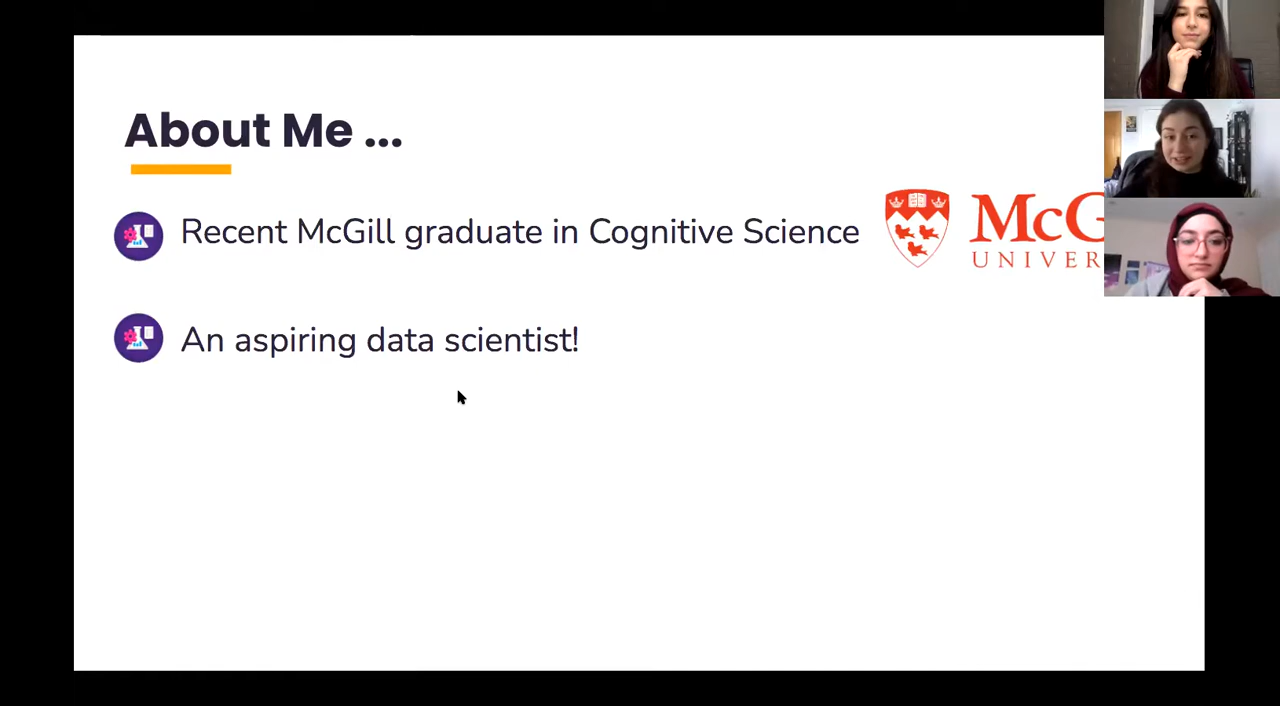 About Me ...
Recent McGill graduate in Cognitive Science
McG
UNIVER
An aspiring data scientist!